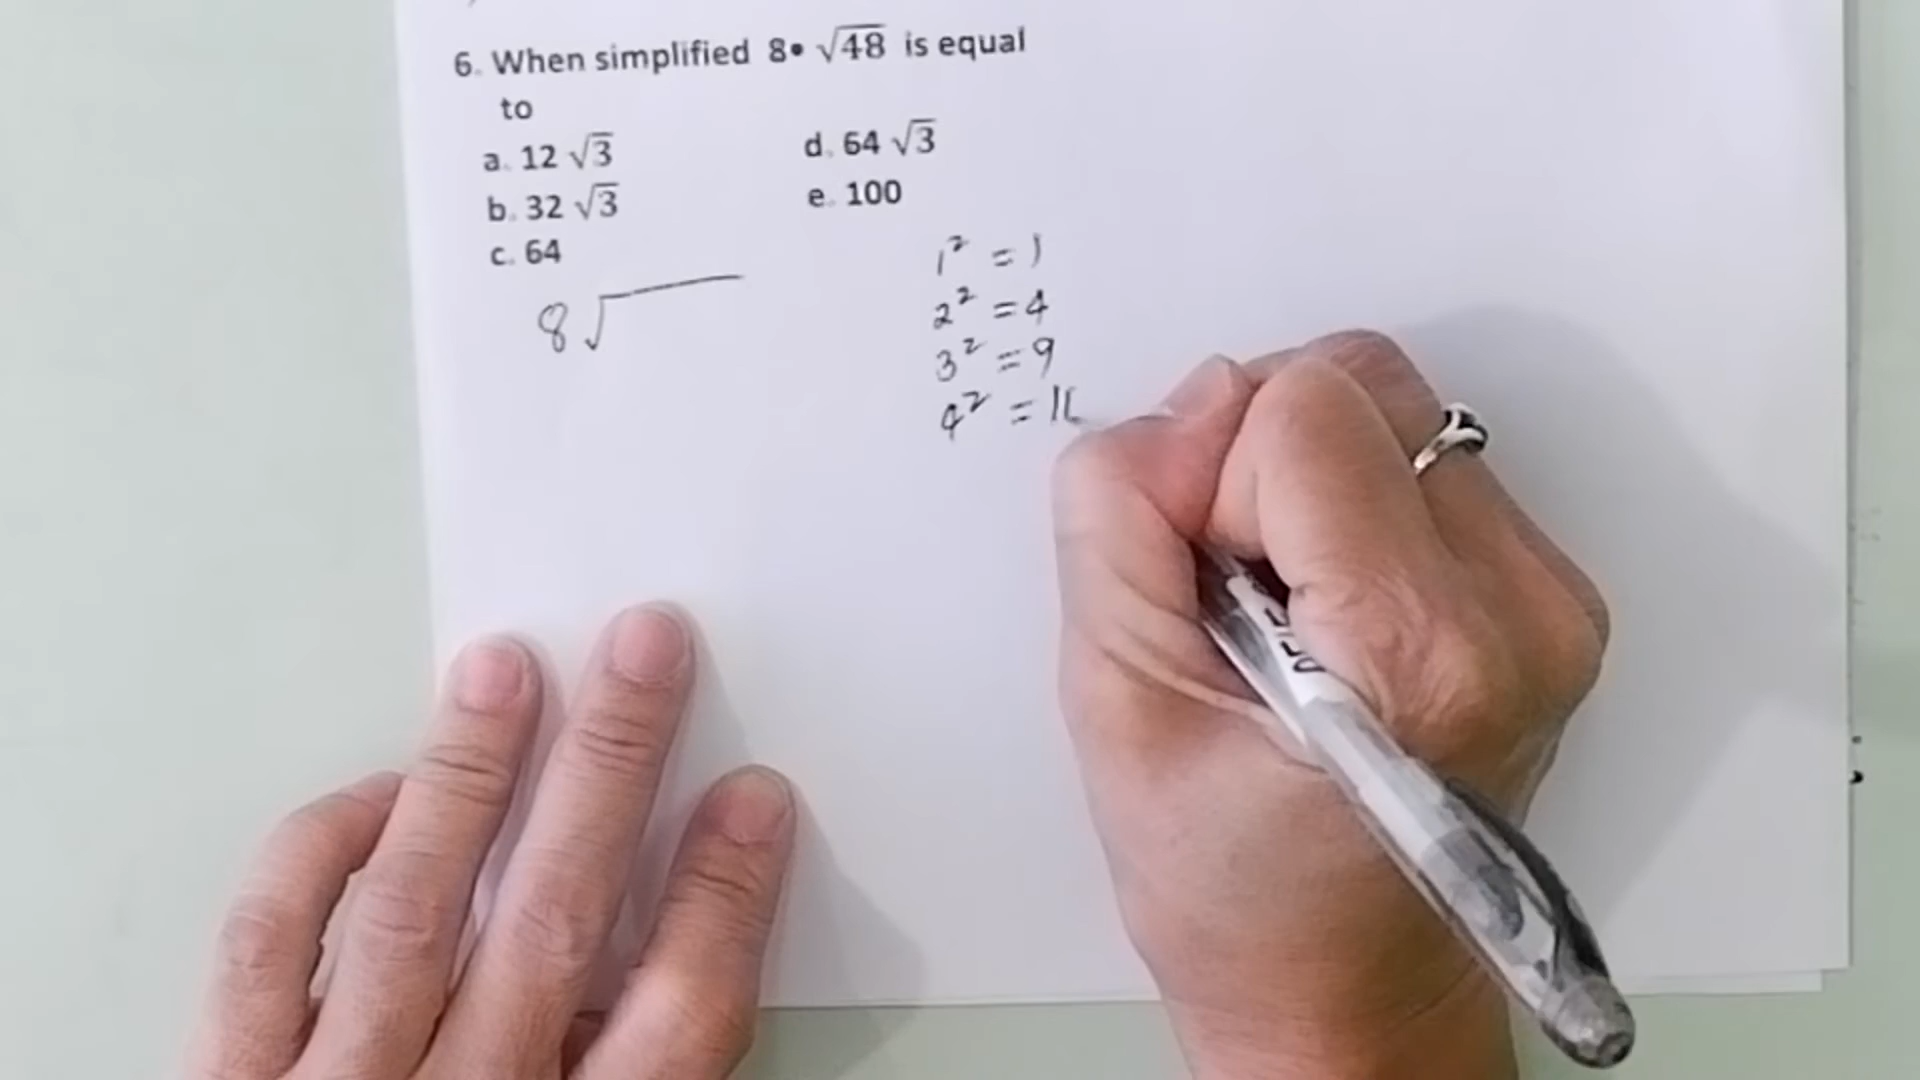 6. When simplified 8• √48 is equal
to
a. 12 √3
b. 32 √3
c. 64
d. 64 √3
e. 100
8√
1² = 1
2² = 4
3² = 9
4² = 1